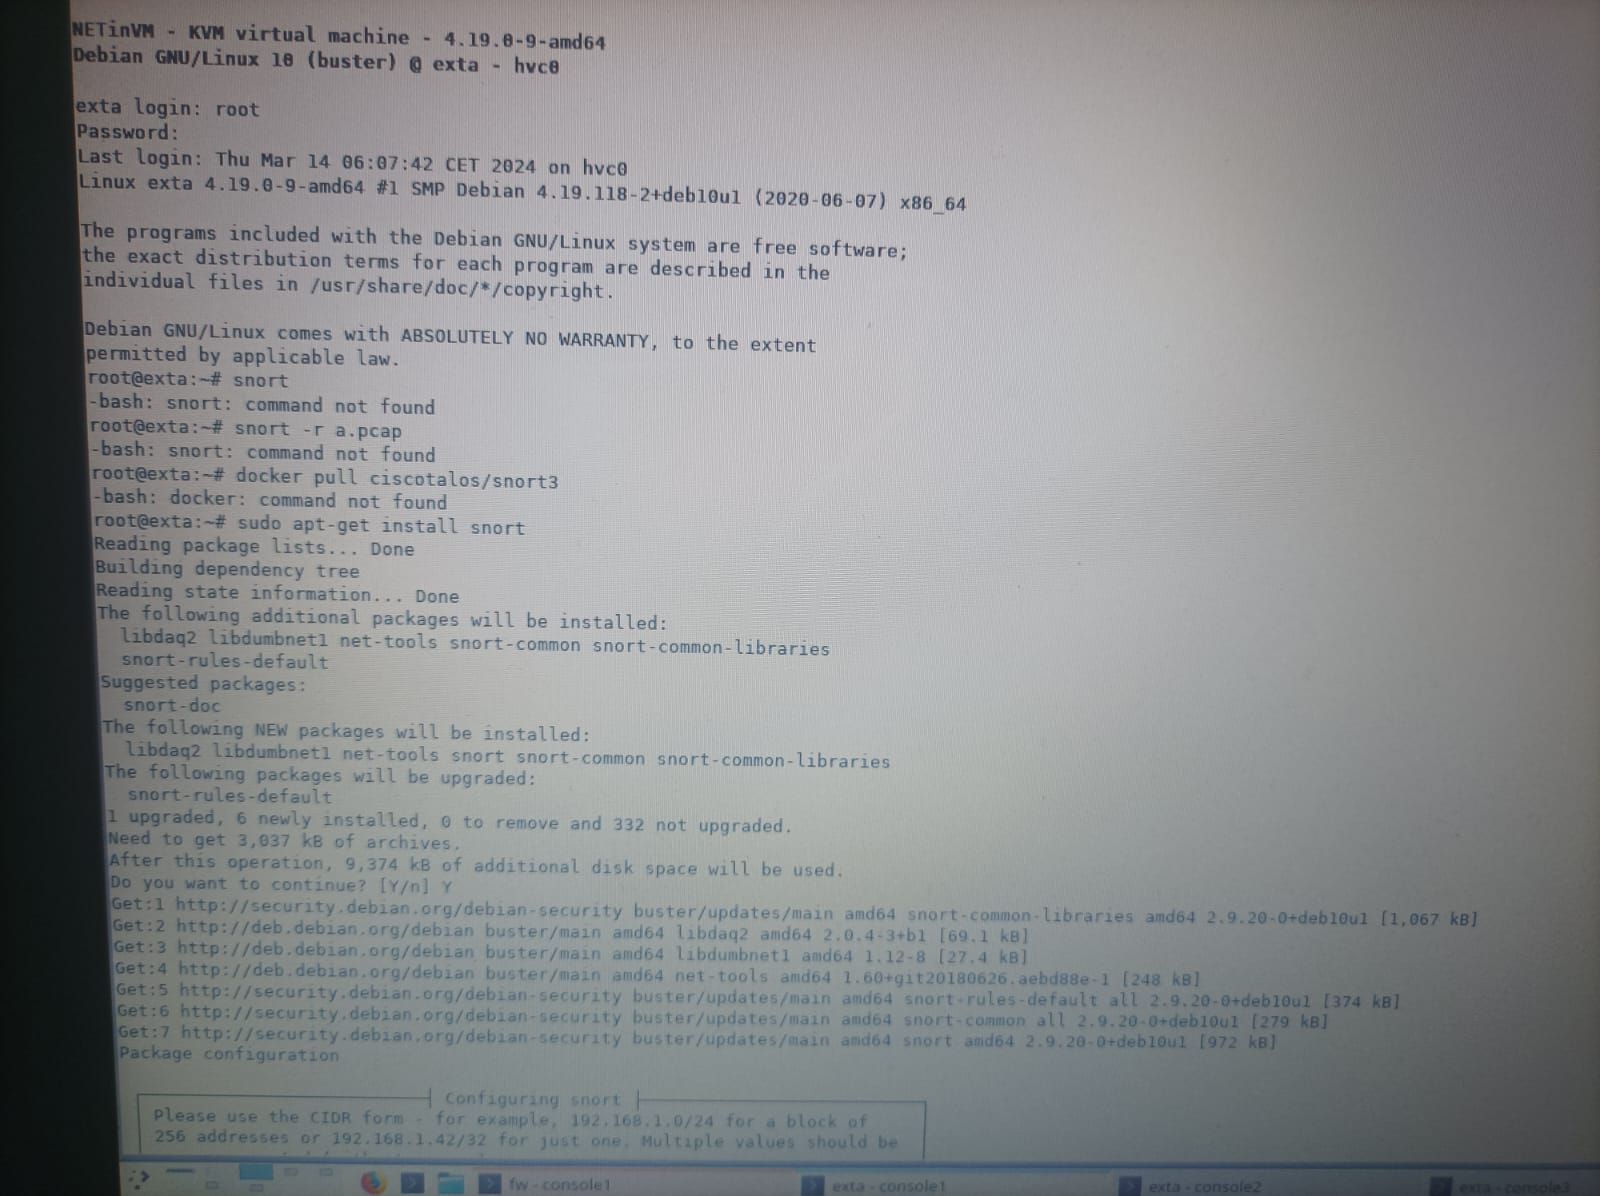 NETinVM - KVM virtual machine - 4.19.0-9-amd64
Debian GNU/Linux 10 (buster) @ exta - hvc0
exta login: root
Password:
Last login: Thu Mar 14 06:07:42 CET 2024 on hvc0
Linux exta 4.19.0-9-amd64 #1 SMP Debian 4.19.118-2+deb10u1 (2020-06-07) x86_64
The programs included with the Debian GNU/Linux system are free software;
the exact distribution terms for each program are described in the
individual files in /usr/share/doc/*/copyright.
Debian GNU/Linux comes with ABSOLUTELY NO WARRANTY, to the extent
permitted by applicable law.
root@exta:~# snort
-bash: snort: command not found
root@exta:~# snort -r a.pcap
-bash: snort: command not found
root@exta:~# docker pull ciscotalos/snort3
-bash: docker: command not found
root@exta:~# sudo apt-get install snort
Reading package lists... Done
Building dependency tree
Reading state information... Done
The following additional packages will be installed:
libdaq2 libdumbnet1 net-tools snort-common snort-common-libraries
snort-rules-default
Suggested packages:
snort-doc
The following NEW packages will be installed:
libdaq2 libdumbnet1 net-tools snort snort-common snort-common-libraries
The following packages will be upgraded:
snort-rules-default
1 upgraded, 6 newly installed, 0 to remove and 332 not upgraded.
Need to get 3,037 kB of archives.
After this operation, 9,374 kB of additional disk space will be used.
Do you want to continue? [Y/n] Y
Get:1 http://security.debian.org/debian-security buster/updates/main amd64 snort-common-libraries amd64 2.9.20-0+deb10u1 [1,067 kB]
Get:2 http://deb.debian.org/debian buster/main amd64 libdaq2 amd64 2.0.4-3+b1 [69.1 kB]
Get:3 http://deb.debian.org/debian buster/main amd64 libdumbnet1 amd64 1.12-8 [27.4 kB]
Get:4 http://deb.debian.org/debian buster/main amd64 net-tools amd64 1.60+git20180626.aebd88e-1 [248 kB]
Get:5 http://security.debian.org/debian-security buster/updates/main amd64 snort-rules-default all 2.9.20-0+deb10u1 [374 kB]
Get:6 http://security.debian.org/debian-security buster/updates/main amd64 snort-common all 2.9.20-0+deb10u1 [279 kB]
Get:7 http://security.debian.org/debian-security buster/updates/main amd64 snort amd64 2.9.20-0+deb10u1 [972 kB]
Package configuration
Configuring snort
Please use the CIDR form - for example, 192.168.1.0/24 for a block of
256 addresses or 192.168.1.42/32 for just one. Multiple values should be
fw - console1
exta - console1
exta - console2
exta - console3